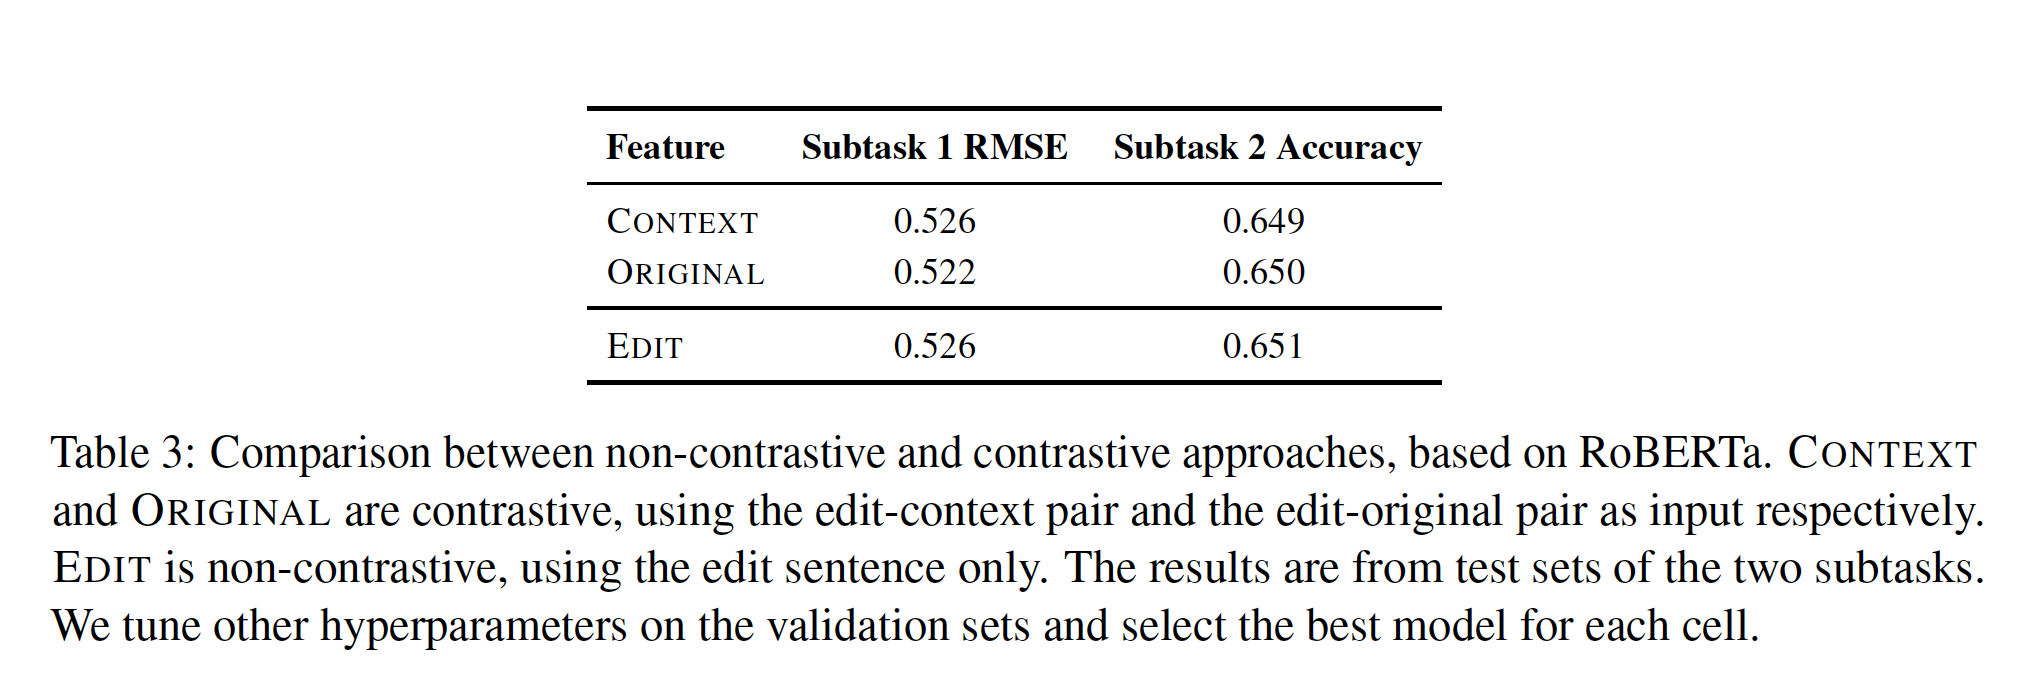 Feature Subtask 1 RMSE Subtask 2 Accuracy
CONTEXT 0.526 0.649
ORIGINAL 0.522 0.650
EDIT 0.526 0.651
Table 3: Comparison between non-contrastive and contrastive approaches, based on RoBERTa. CONTEXT
and ORIGINAL are contrastive, using the edit-context pair and the edit-original pair as input respectively.
EDIT is non-contrastive, using the edit sentence only. The results are from test sets of the two subtasks.
We tune other hyperparameters on the validation sets and select the best model for each cell.